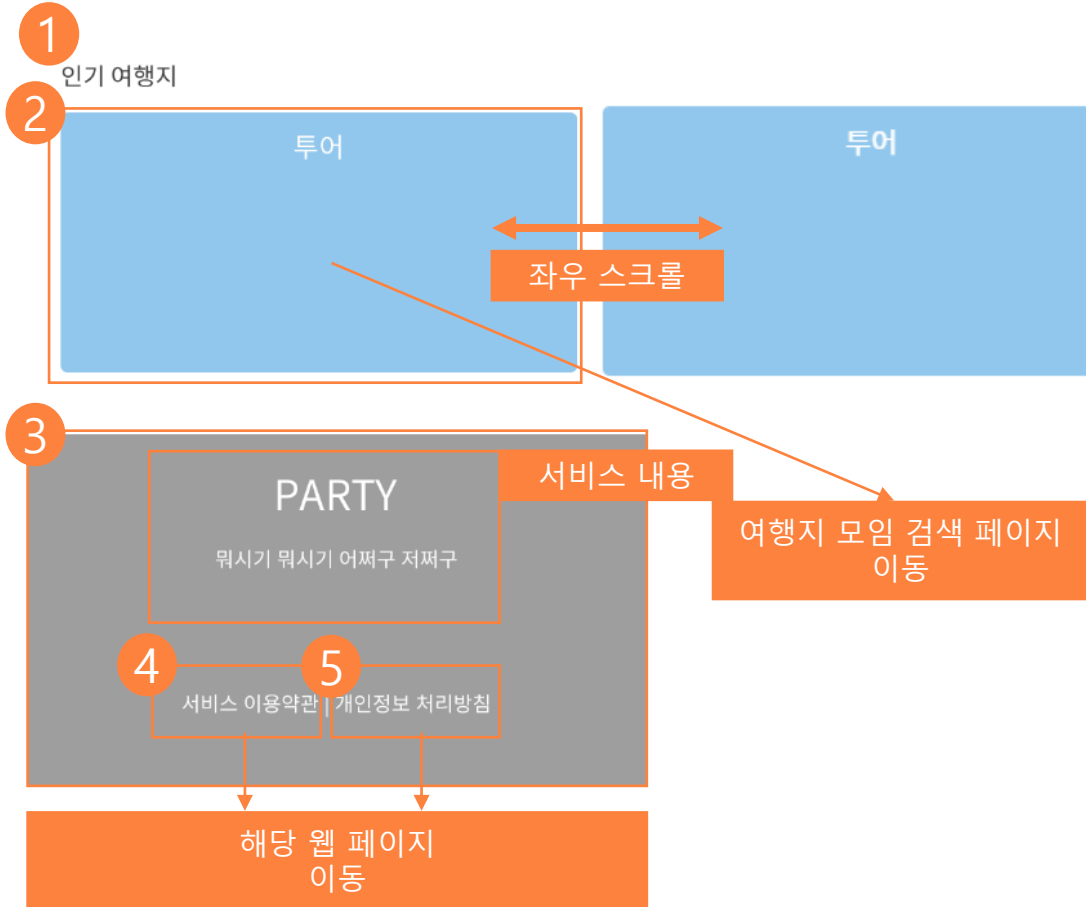 1
인기 여행지
2
투어
투어
좌우 스크롤
3
PARTY
서비스 내용
뭐시기 뭐시기 어쩌구 저쩌구
여행지 모임 검색 페이지
이동
4
5
서비스 이용약관 | 개인정보 처리방침
해당 웹 페이지
이동